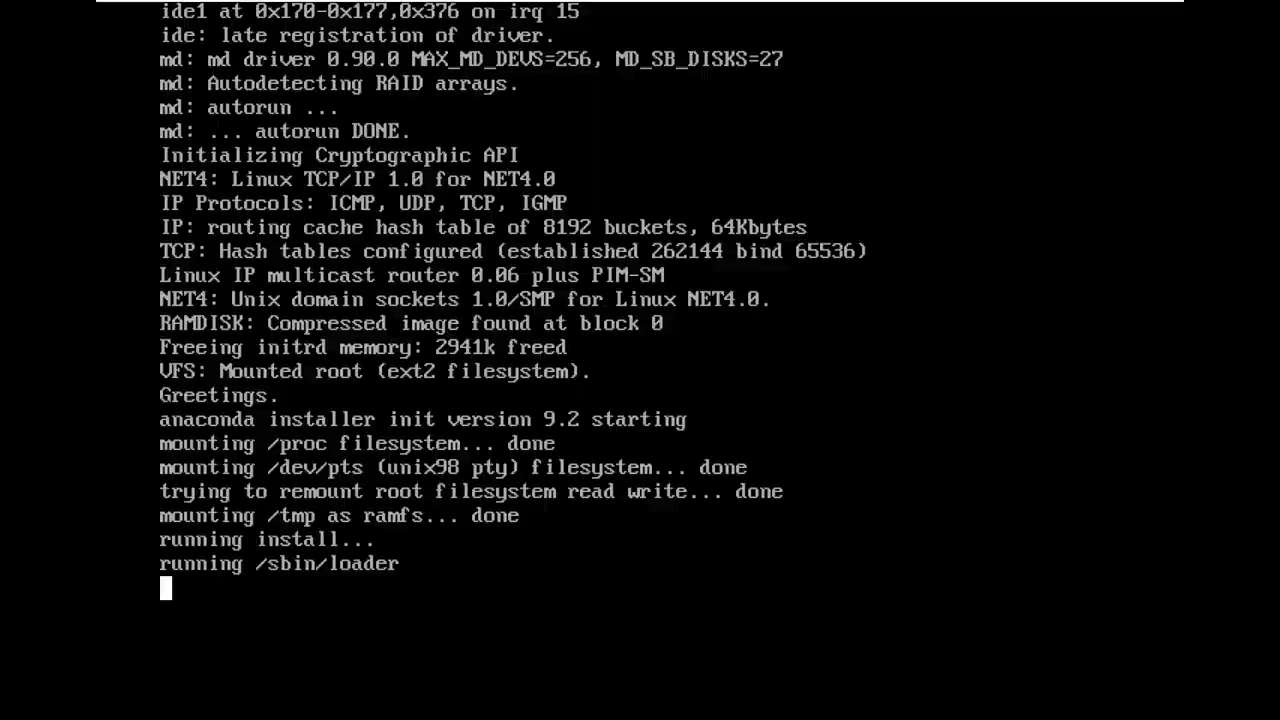 ide1 at 0x170-0x177,0x376 on irq 15
ide: late registration of driver.
md: md driver 0.90.0 MAX_MD_DEVS=256, MD_SB_DISKS=27
md: Autodetecting RAID arrays.
md: autorun ...
md: ... autorun DONE.
Initializing Cryptographic API
NET4: Linux TCP/IP 1.0 for NET4.0
IP Protocols: ICMP, UDP, TCP, IGMP
IP: routing cache hash table of 8192 buckets, 64Kbytes
TCP: Hash tables configured (established 262144 bind 65536)
Linux IP multicast router 0.06 plus PIM-SM
NET4: Unix domain sockets 1.0/SMP for Linux NET4.0.
RAMDISK: Compressed image found at block 0
Freeing initrd memory: 2941k freed
VFS: Mounted root (ext2 filesystem).
Greetings.
anaconda installer init version 9.2 starting
mounting /proc filesystem... done
mounting /dev/pts (unix98 pty) filesystem... done
trying to remount root filesystem read write... done
mounting /tmp as ramfs... done
running install...
running /sbin/loader